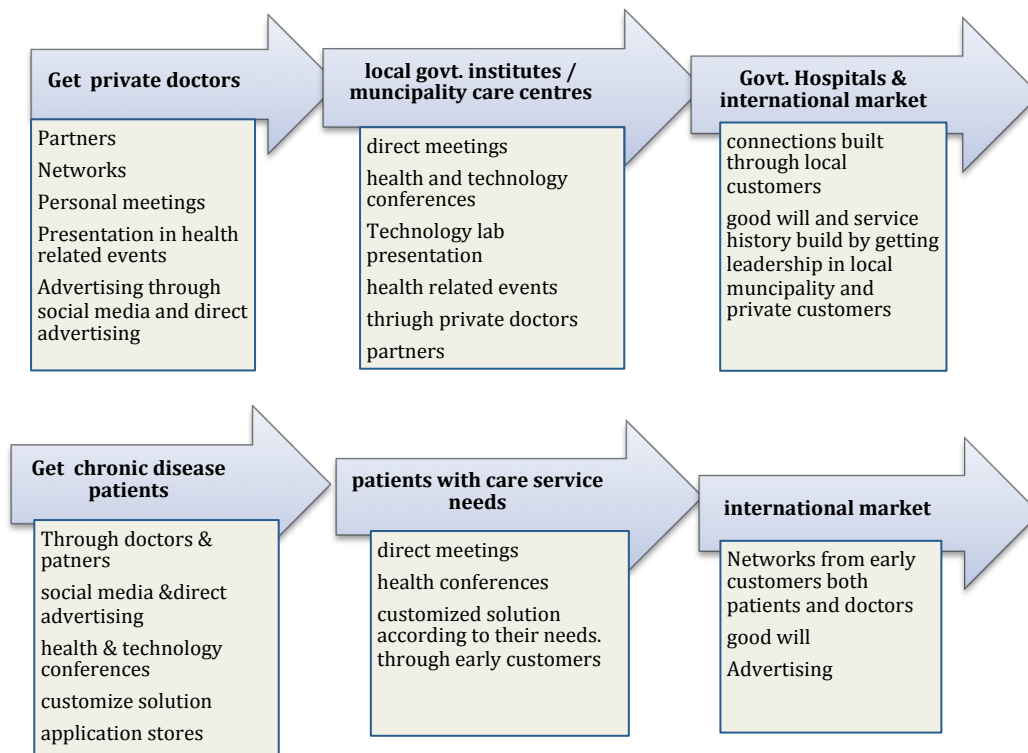 Get private doctors
Partners
Networks
Personal meetings
Presentation in health
related events
Advertising through
social media and direct
advertising
local govt. institutes /
muncipality care centres
direct meetings
health and technology
conferences
Technology lab
presentation
health related events
thriugh private doctors
partners
Govt. Hospitals &
international market
connections built
through local
customers
good will and service
history build by getting
leadership in local
muncipality and
private customers
Get chronic disease
patients
Through doctors &
patners
social media &direct
advertising
health & technology
conferences
customize solution
application stores
patients with care service
needs
direct meetings
health conferences
customized solution
according to their needs.
through early customers
international market
Networks from early
customers both
patients and doctors
good will
Advertising